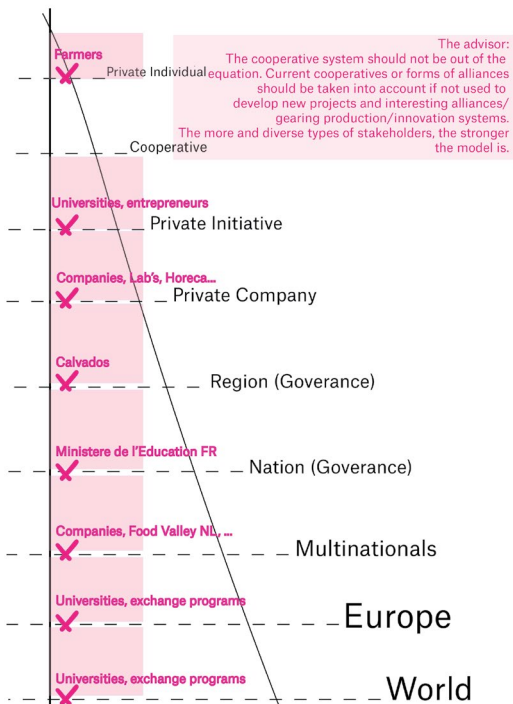 Farmers
Private Individual
The advisor:
The cooperative system should not be out of the
equation. Current cooperatives or forms of alliances
should be taken into account if not used to
develop new projects and interesting alliances/
gearing production/innovation systems.
The more and diverse types of stakeholders, the stronger
the model is.
Cooperative
Universities, entrepreneurs
Private Initiative
Companies, Lab's, Horeca...
Private Company
Calvados
Region (Goverance)
Ministere de l'Education FR
Nation (Goverance)
Companies, Food Valley NL, ...
Multinationals
Universities, exchange programs
Europe
Universities, exchange programs
World